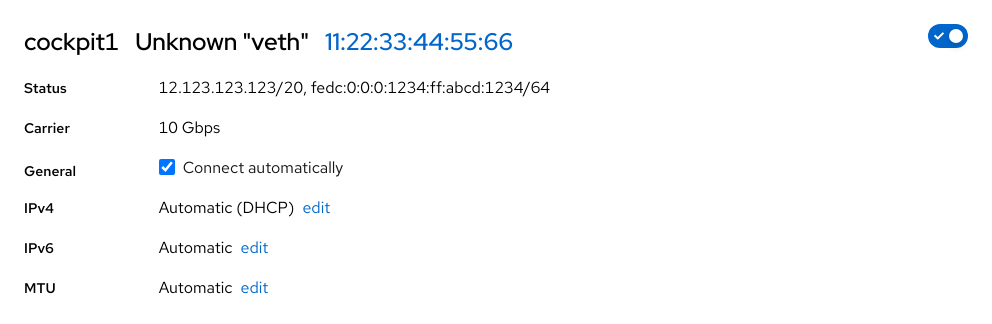 cockpit1 Unknown "veth" 11:22:33:44:55:66
Status 12.123.123.123/20, fedc:0:0:0:1234:ff:abcd:1234/64
Carrier 10 Gbps
General Connect automatically
IPv4 Automatic (DHCP) edit
IPv6 Automatic edit
MTU Automatic edit